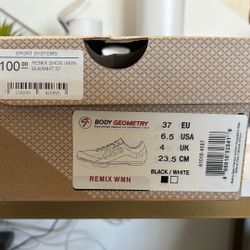 SPORT SYSTEMS
100 00
REMIX SHOE WMN
BLK/WHT 37
BODY GEOMETRY
37 EU
6.5 USA
4 UK
23.5 CM
REMIX WMN
BLACK / WHITE